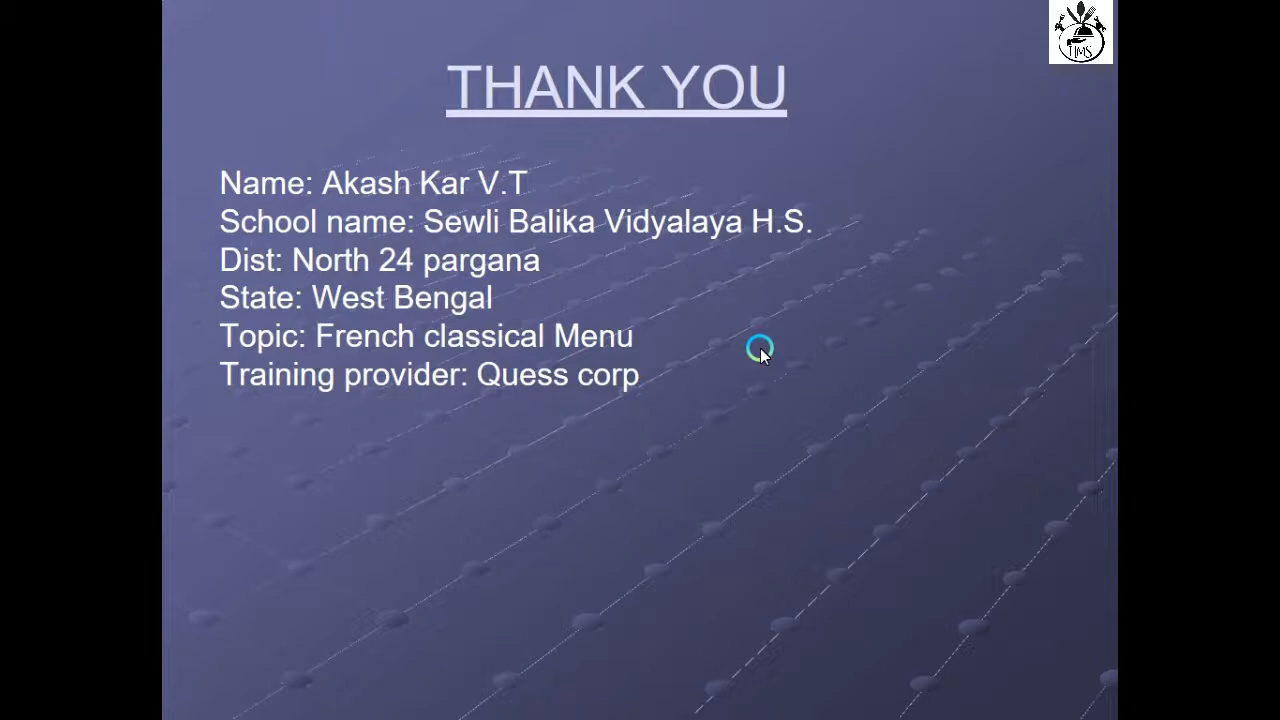 THANK YOU
Name: Akash Kar V.T
School name: Sewli Balika Vidyalaya H.S.
Dist: North 24 pargana
State: West Bengal
Topic: French classical Menu
Training provider: Quess corp